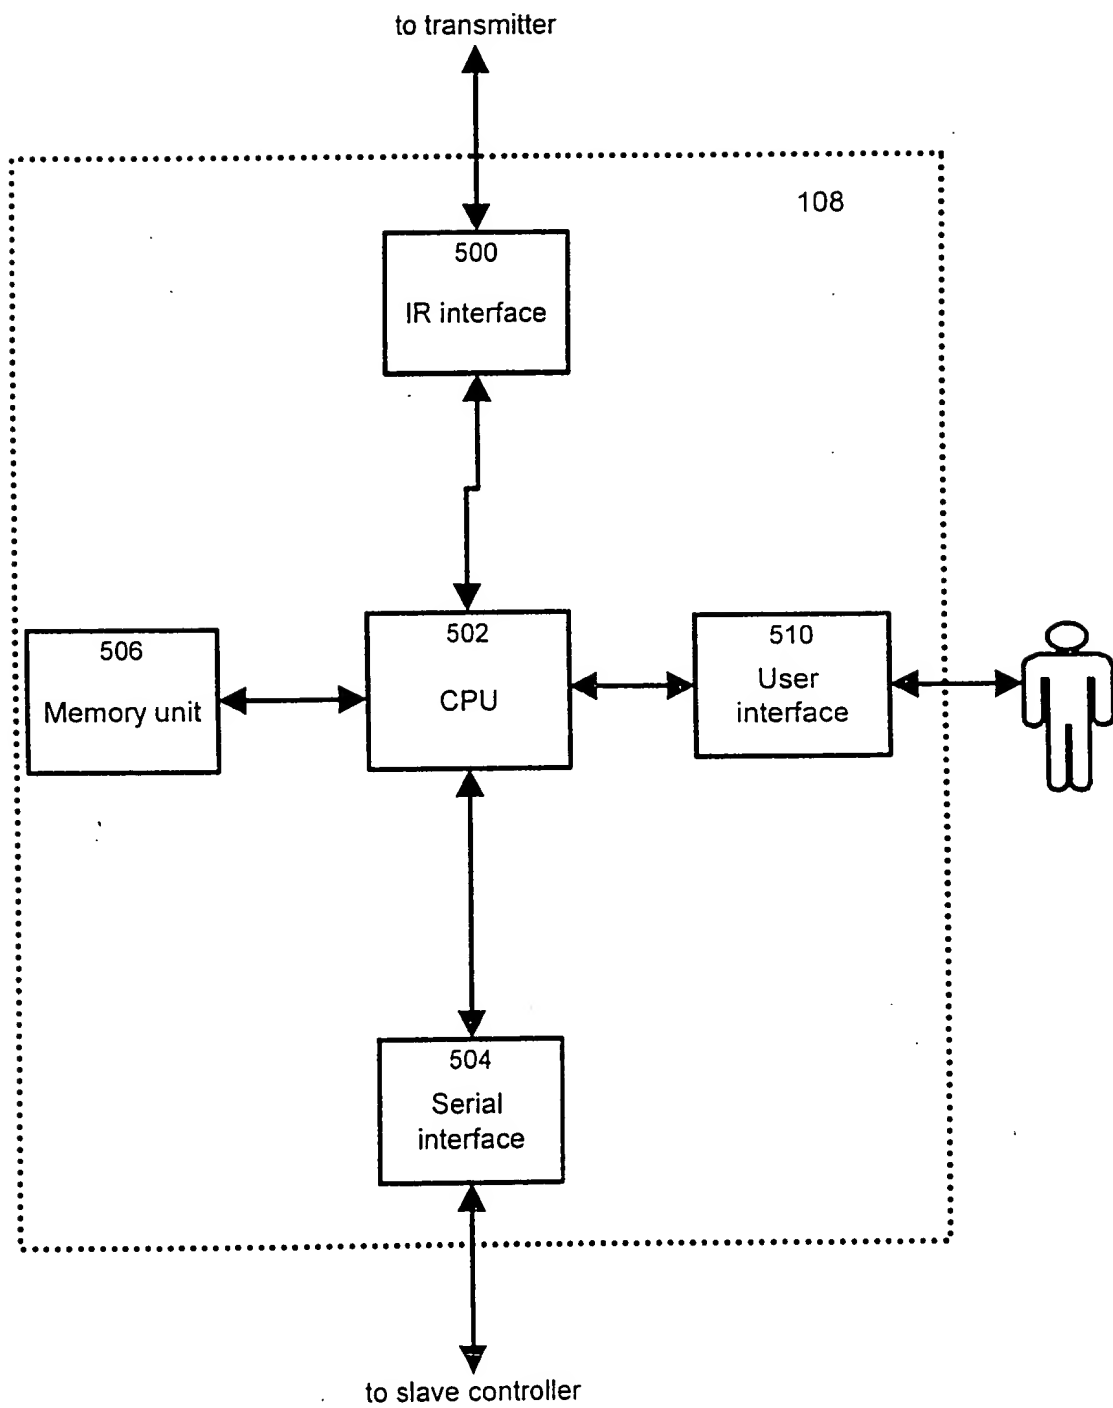 to transmitter
108
500
IR interface
506
Memory unit
502
CPU
510
User
interface
504
Serial
interface
to slave controller